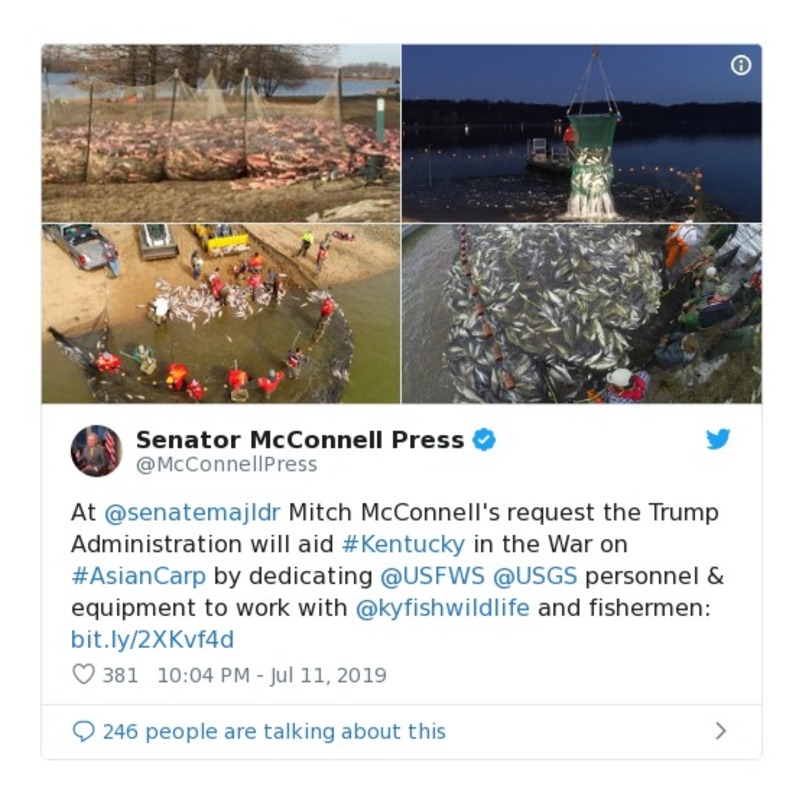 Senator McConnell Press
@McConnellPress
At @senatemajldr Mitch McConnell's request the Trump
Administration will aid #Kentucky in the War on
#AsianCarp by dedicating @USFWS @USGS personnel &
equipment to work with @kyfishwildlife and fishermen:
bit.ly/2XKvf4d
381 10:04 PM - Jul 11, 2019
246 people are talking about this